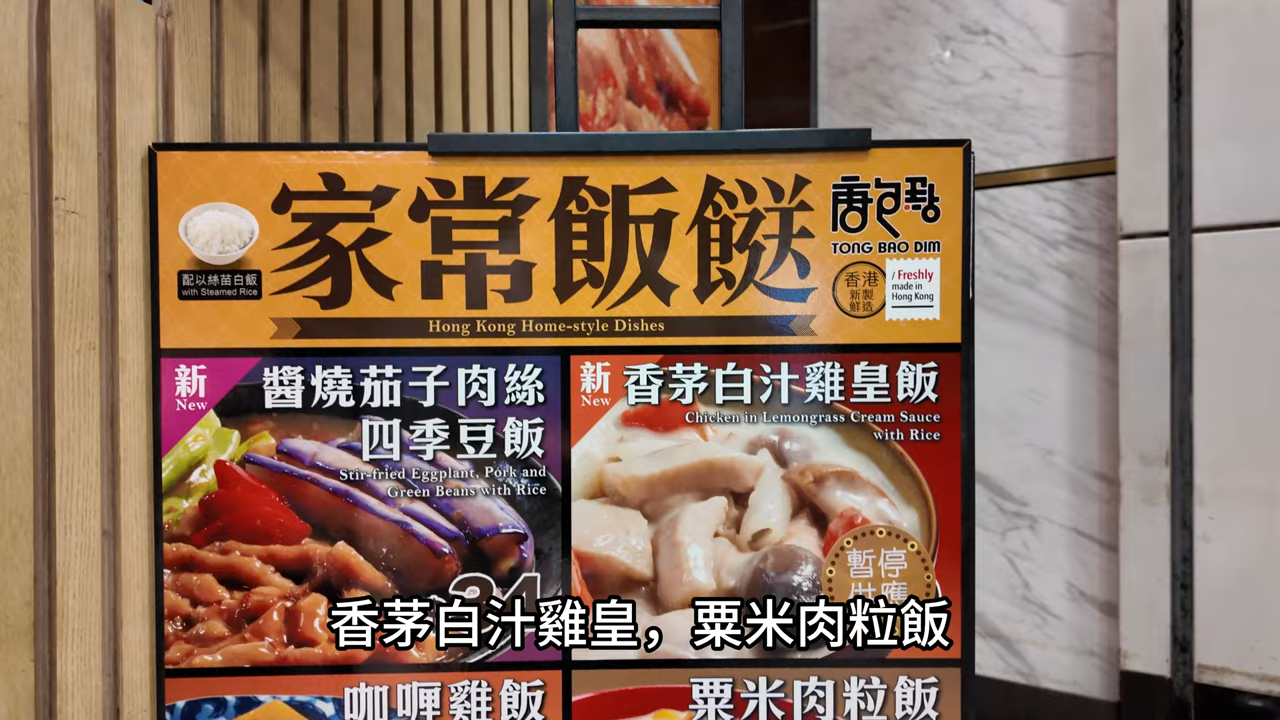 家常飯餸
唐包點
TONG BAO DIM
配以絲苗白飯
with Steamed Rice
香港
新製
鮮造
Freshly
made in
Hong Kong
Hong Kong Home-style Dishes
新
New
醬燒茄子肉絲
四季豆飯
Stir-fried Eggplant, Pork and
Green Beans with Rice
34
新
New
香茅白汁雞皇飯
Chicken in Lemongrass Cream Sauce
with Rice
暫停
供應
香茅白汁雞皇，粟米肉粒飯
咖喱雞飯
粟米肉粒飯